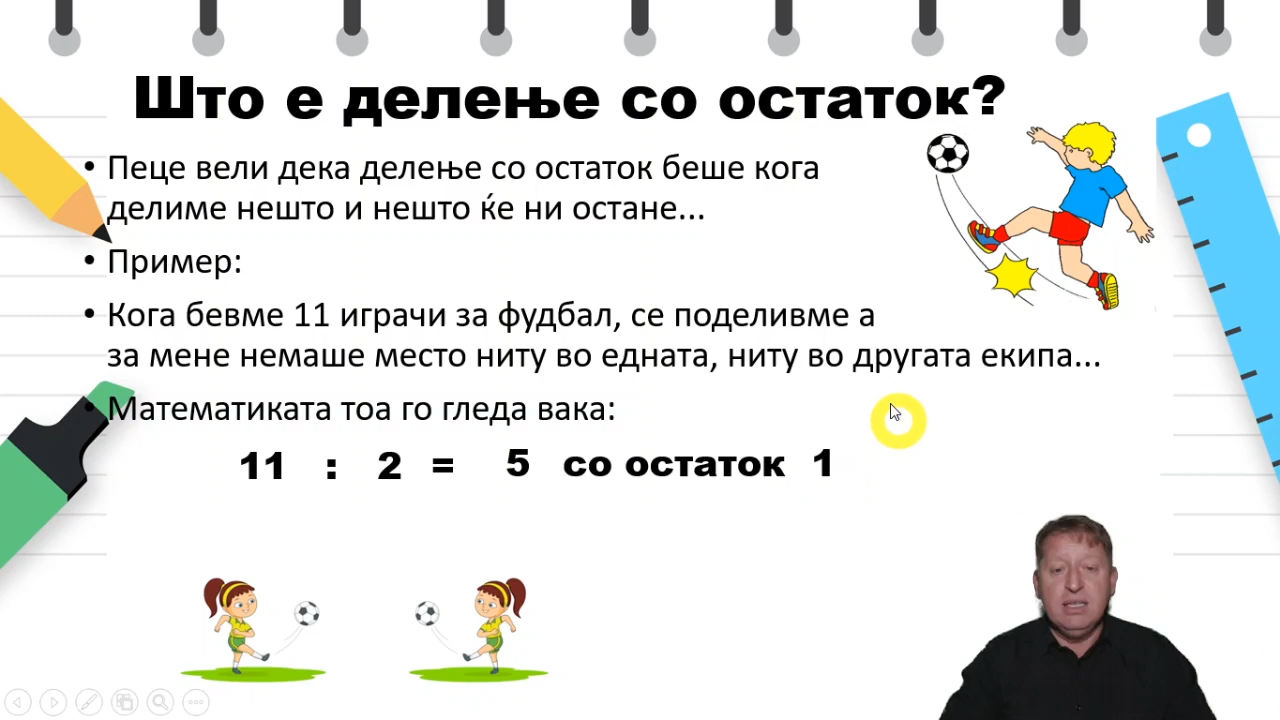 Што е делење со остаток?
• Пеце вели дека делење со остаток беше кога
делиме нешто и нешто ќе ни остане...
• Пример:
• Кога бевме 11 играчи за фудбал, се поделивме а
за мене немаше место ниту во едната, ниту во другата екипа...
• Математиката тоа го гледа вака:
11 : 2 = 5 со остаток 1